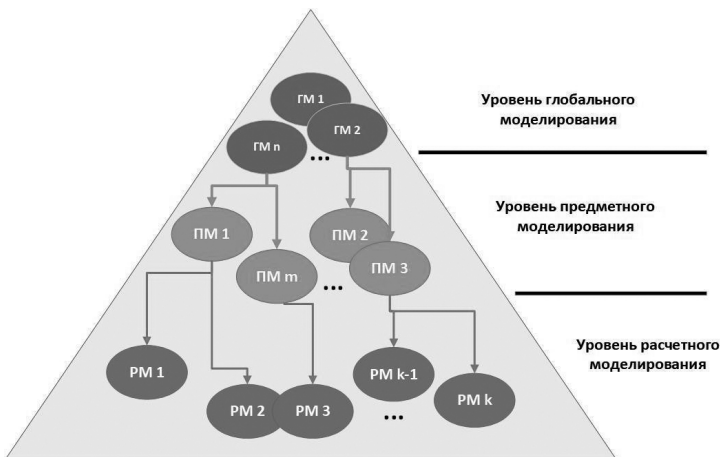 ГМ 1
ГМ 2
ГМ n
...
Уровень глобального
моделирования
ПМ 1
ПМ 2
ПМ m
ПМ 3
...
Уровень предметного
моделирования
РМ 1
РМ 2
РМ 3
РМ k-1
РМ k
...
Уровень расчетного
моделирования